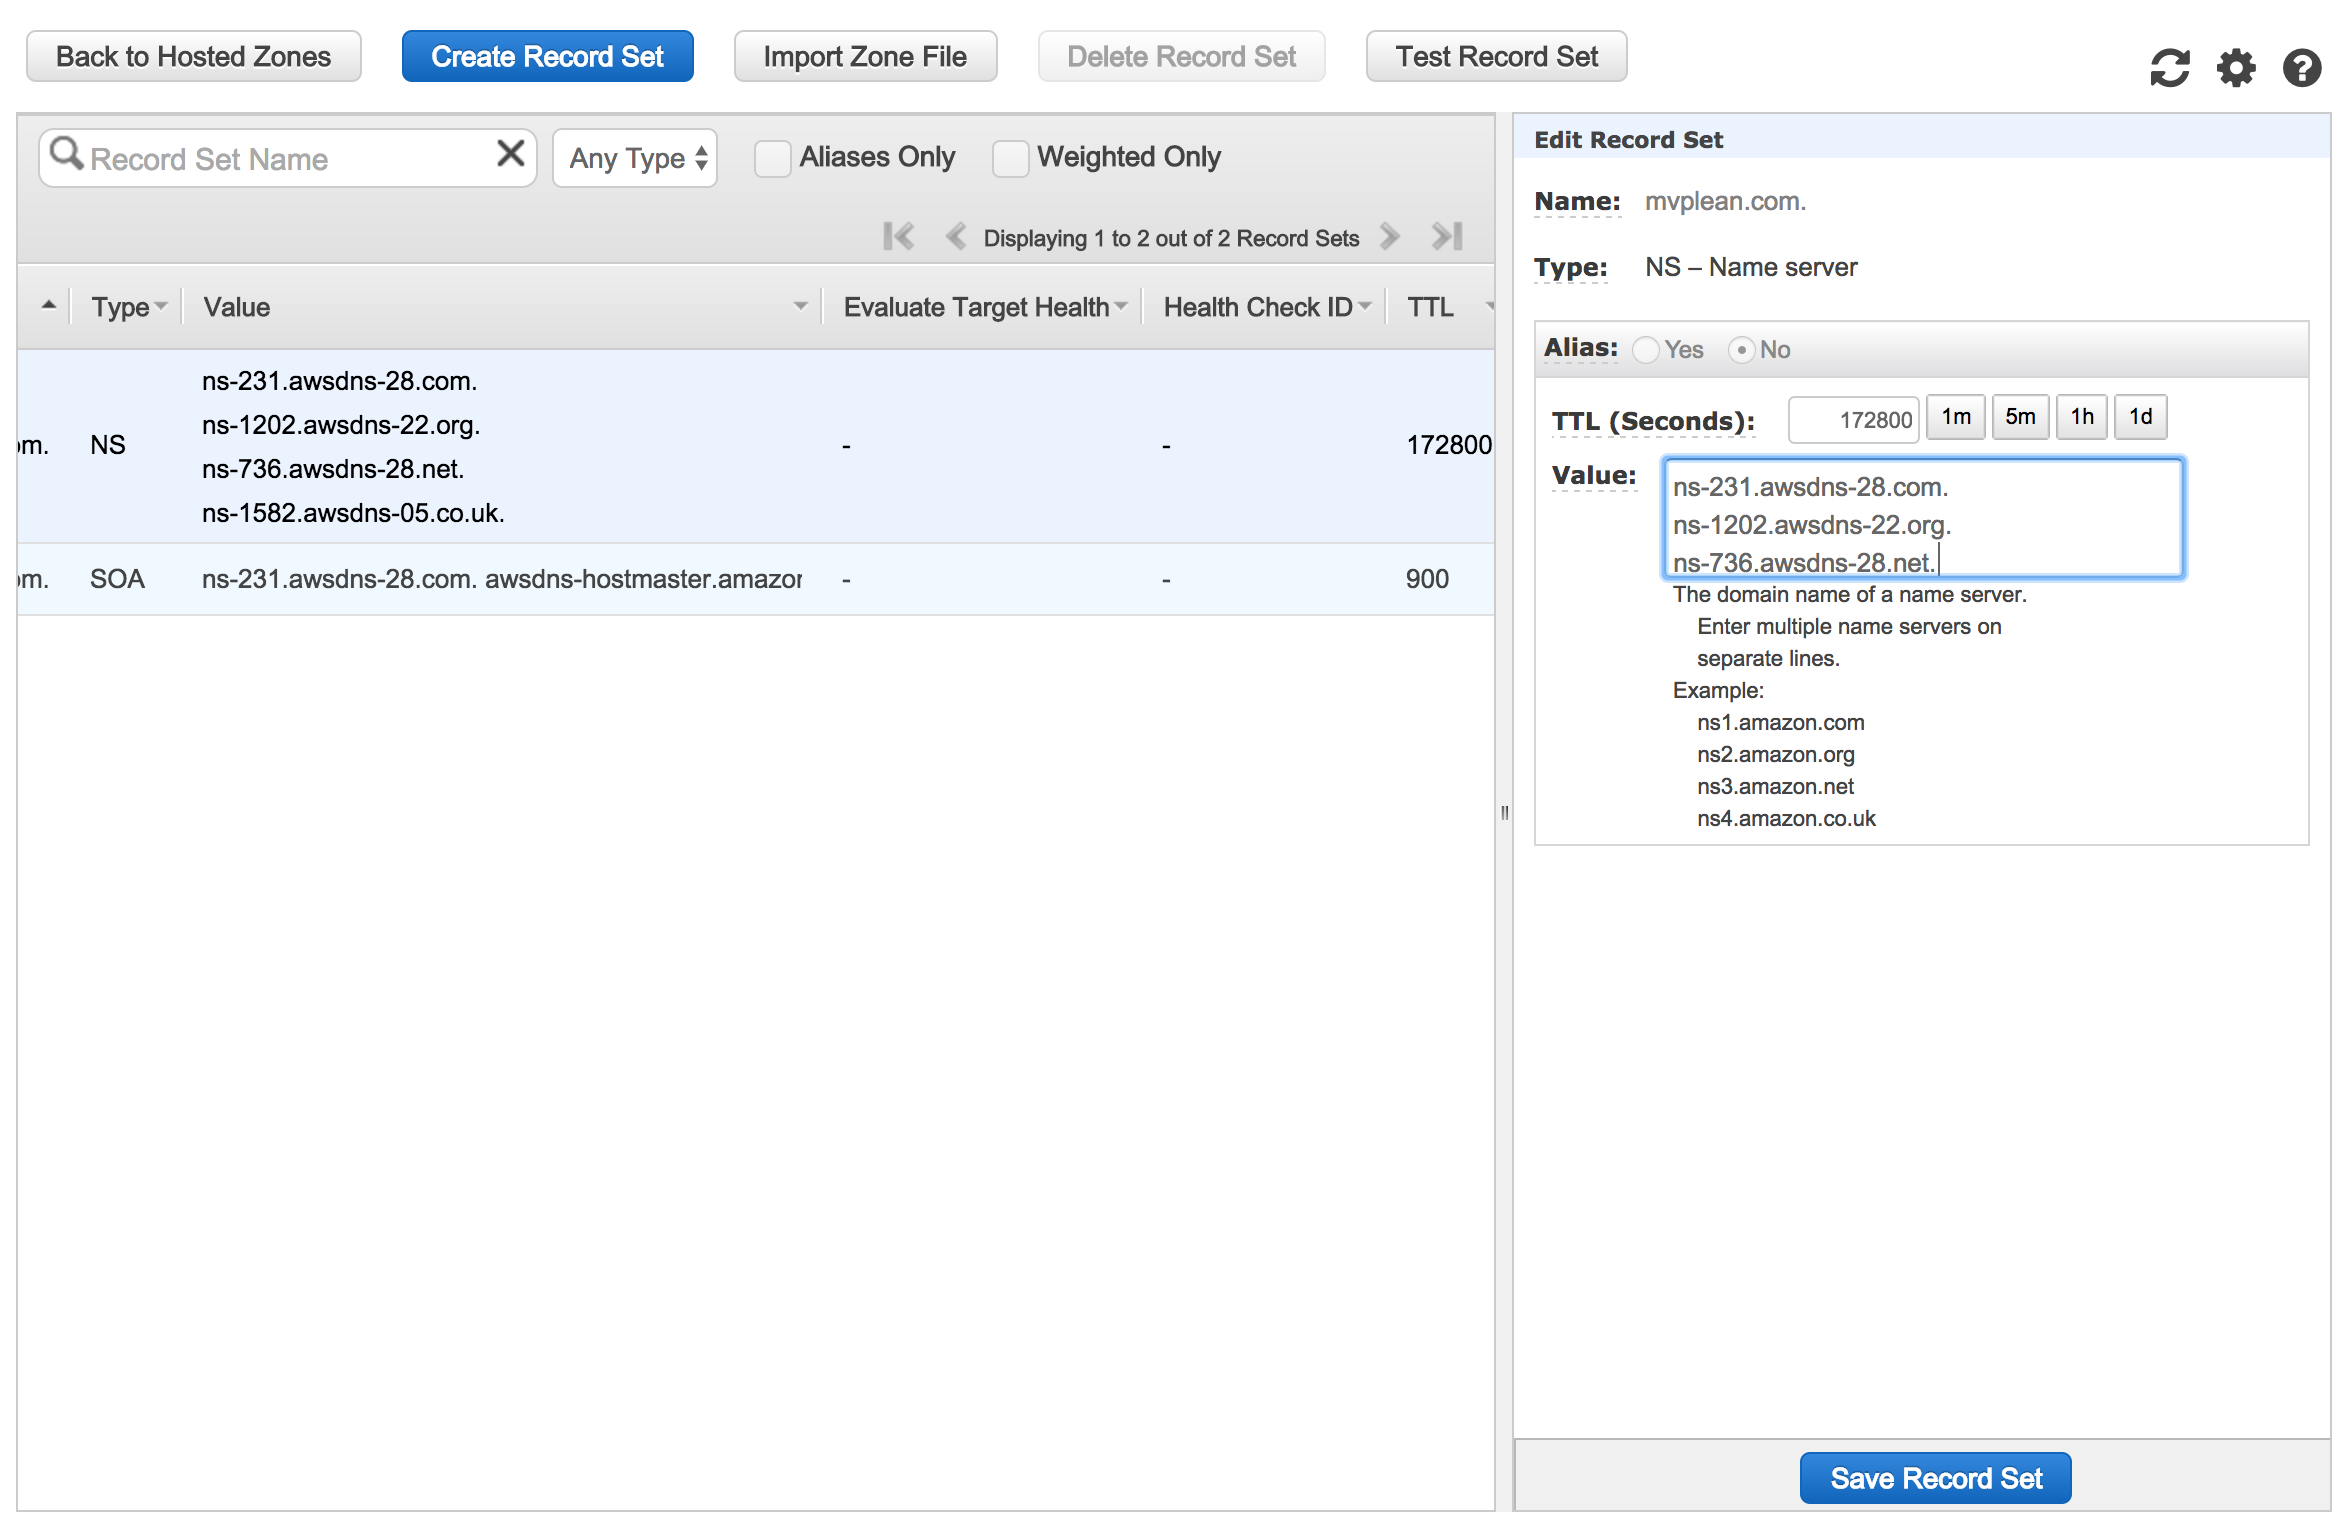 Back to Hosted Zones Create Record Set Import Zone File Delete Record Set Test Record Set
Record Set Name Any Type Aliases Only Weighted Only
Displaying 1 to 2 out of 2 Record Sets
Type Value Evaluate Target Health Health Check ID TTL
om. NS ns-231.awsdns-28.com.
ns-1202.awsdns-22.org.
ns-736.awsdns-28.net.
ns-1582.awsdns-05.co.uk.
- - 172800
om. SOA ns-231.awsdns-28.com. awsdns-hostmaster.amazon - - 900
Edit Record Set
Name: mvplean.com.
Type: NS – Name server
Alias: Yes No
TTL (Seconds): 172800 1m 5m 1h 1d
Value: ns-231.awsdns-28.com.
ns-1202.awsdns-22.org.
ns-736.awsdns-28.net.
The domain name of a name server.
Enter multiple name servers on
separate lines.
Example:
ns1.amazon.com
ns2.amazon.org
ns3.amazon.net
ns4.amazon.co.uk
Save Record Set